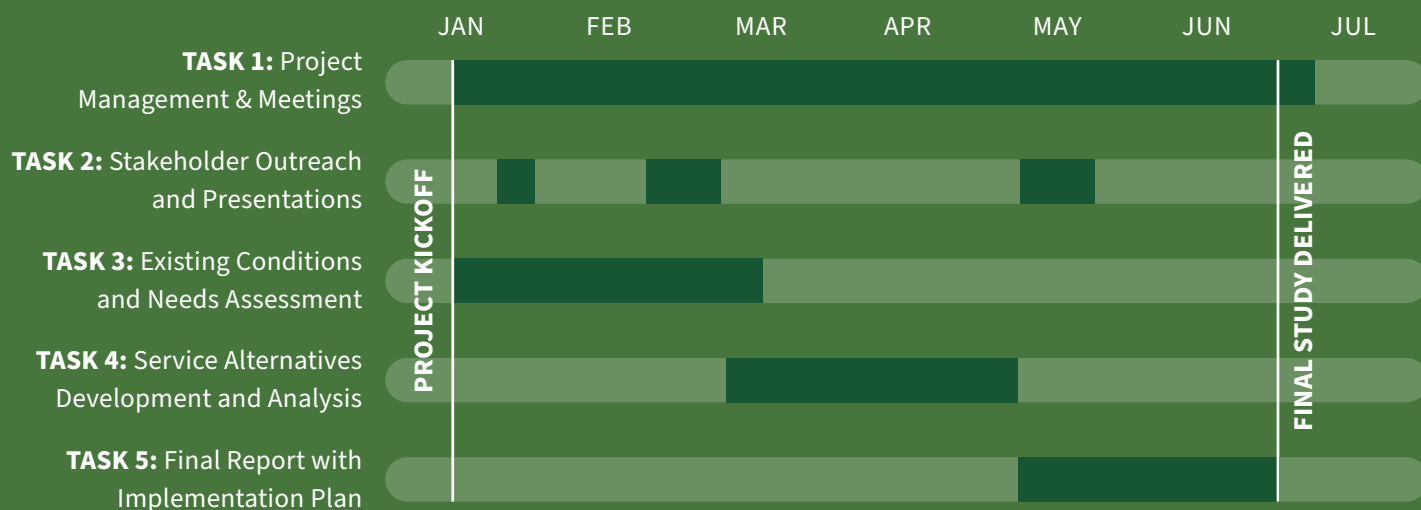 JAN FEB MAR APR MAY JUN JUL
TASK 1: Project
Management & Meetings
TASK 2: Stakeholder Outreach
and Presentations
TASK 3: Existing Conditions
and Needs Assessment
TASK 4: Service Alternatives
Development and Analysis
TASK 5: Final Report with
Implementation Plan
PROJECT KICKOFF
FINAL STUDY DELIVERED